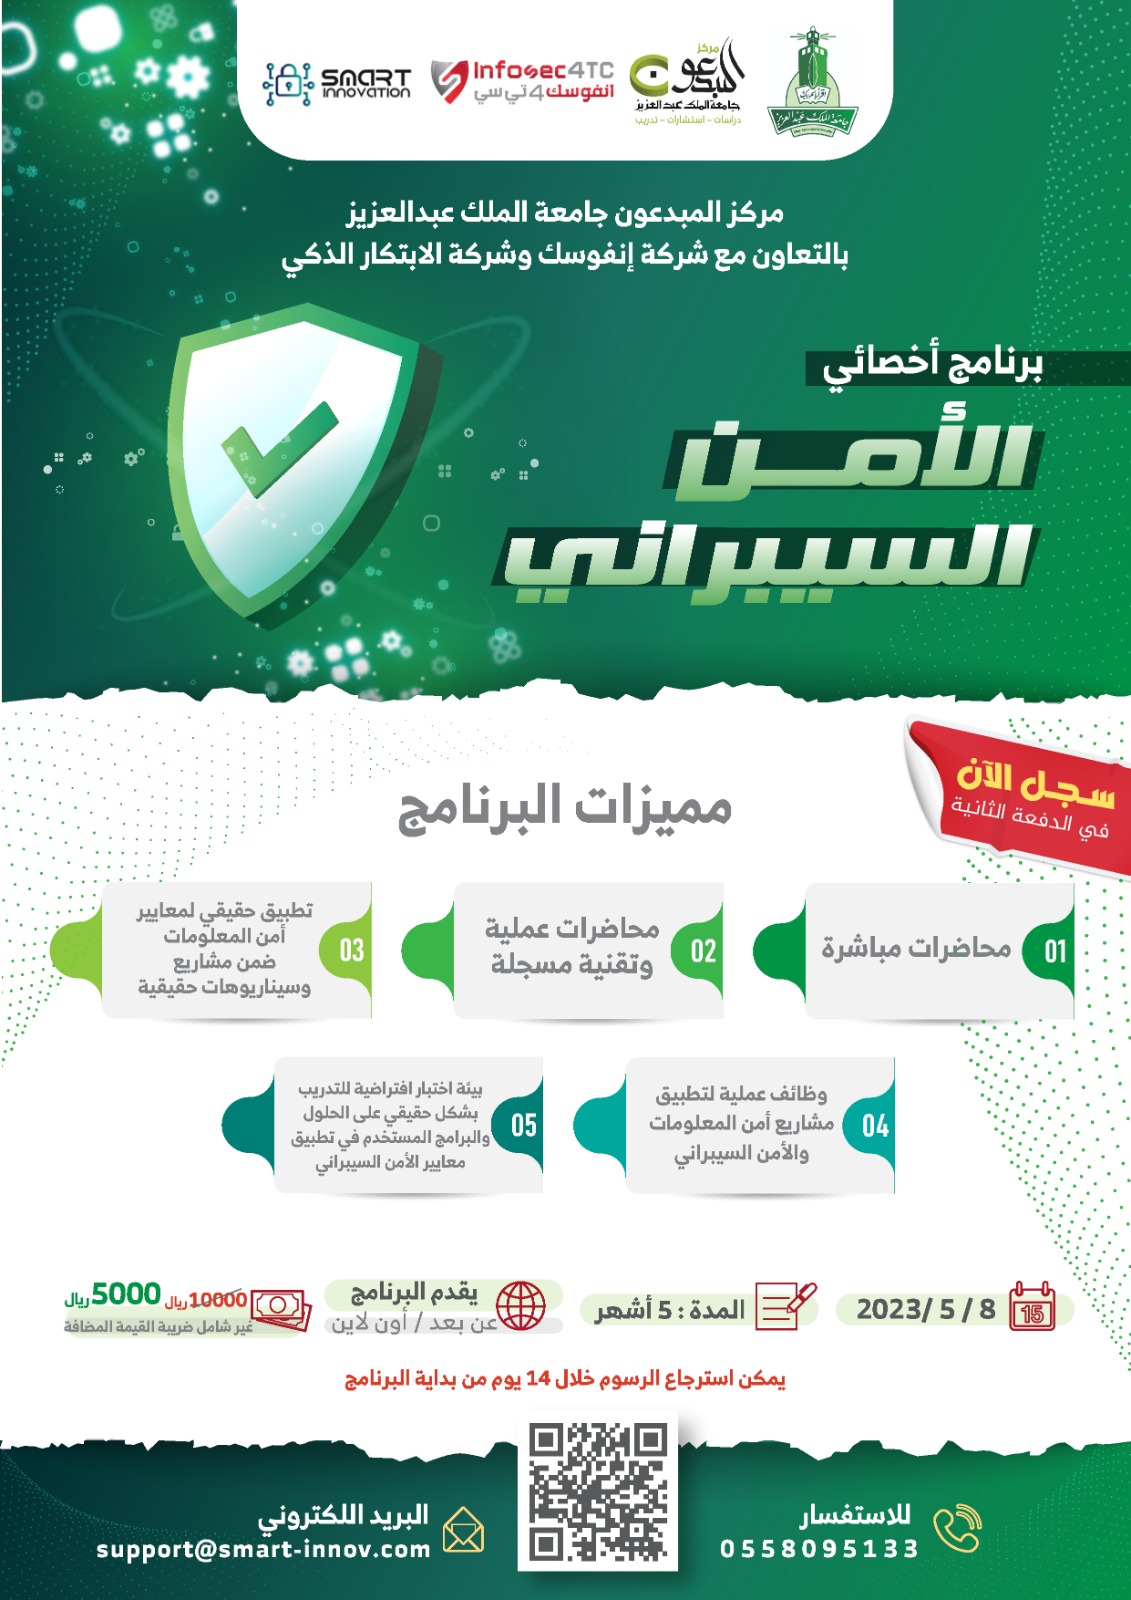 SMART
INNOVATION
Infosec4TC
انفوسك4تي سي
مركز
المبدعون
جامعة الملك عبدالعزيز
دراسات - استشارات - تدريب
جامعة الملك عبدالعزيز
مركز المبدعون جامعة الملك عبدالعزيز
بالتعاون مع شركة إنفوسك وشركة الابتكار الذكي
برنامج أخصائي
الأمن
السيبراني
سجل الآن
في الدفعة الثانية
مميزات البرنامج
01
محاضرات مباشرة
02
محاضرات عملية
وتقنية مسجلة
03
تطبيق حقيقي لمعايير
أمن المعلومات
ضمن مشاريع
وسيناريوهات حقيقية
04
وظائف عملية لتطبيق
مشاريع أمن المعلومات
والأمن السيبراني
05
بيئة اختبار افتراضية للتدريب
بشكل حقيقي على الحلول
والبرامج المستخدم في تطبيق
معايير الأمن السيبراني
15
2023/ 5 / 8
المدة : 5 أشهر
يقدم البرنامج
عن بعد / أون لاين
10000 ريال 5000 ريال
غير شامل ضريبة القيمة المضافة
يمكن استرجاع الرسوم خلال 14 يوم من بداية البرنامج
للاستفسار
0558095133
البريد اللكتروني
support@smart-innov.com